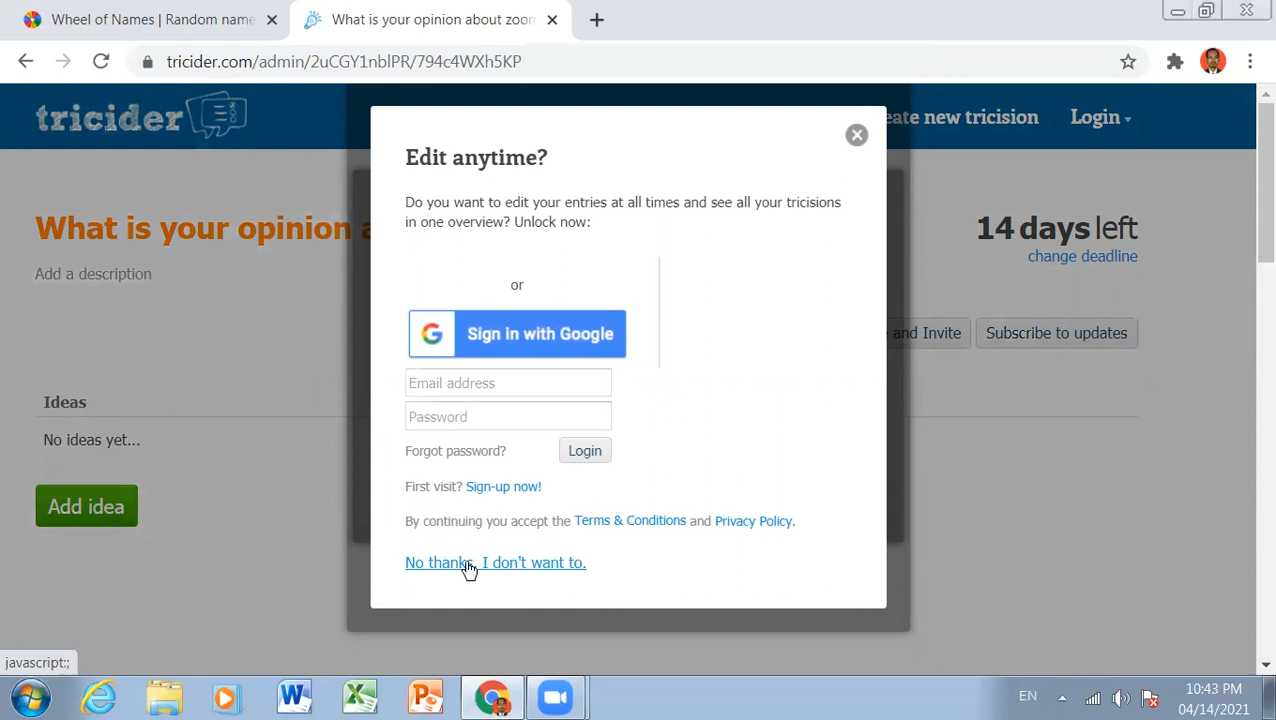 Wheel of Names | Random name
What is your opinion about zoom
tricider.com/admin/2uCGY1nblPR/794c4WXh5KP
tricider
eate new tricision
Login
Edit anytime?
Do you want to edit your entries at all times and see all your tricisions
in one overview? Unlock now:
What is your opinion a
14 days left
Add a description
change deadline
or
Sign in with Google
e and Invite
Subscribe to updates
Email address
Ideas
Password
No ideas yet...
Forgot password?
Login
First visit? Sign-up now!
Add idea
By continuing you accept the Terms & Conditions and Privacy Policy.
No thanks, I don't want to.
javascript:;
EN
10:43 PM
04/14/2021